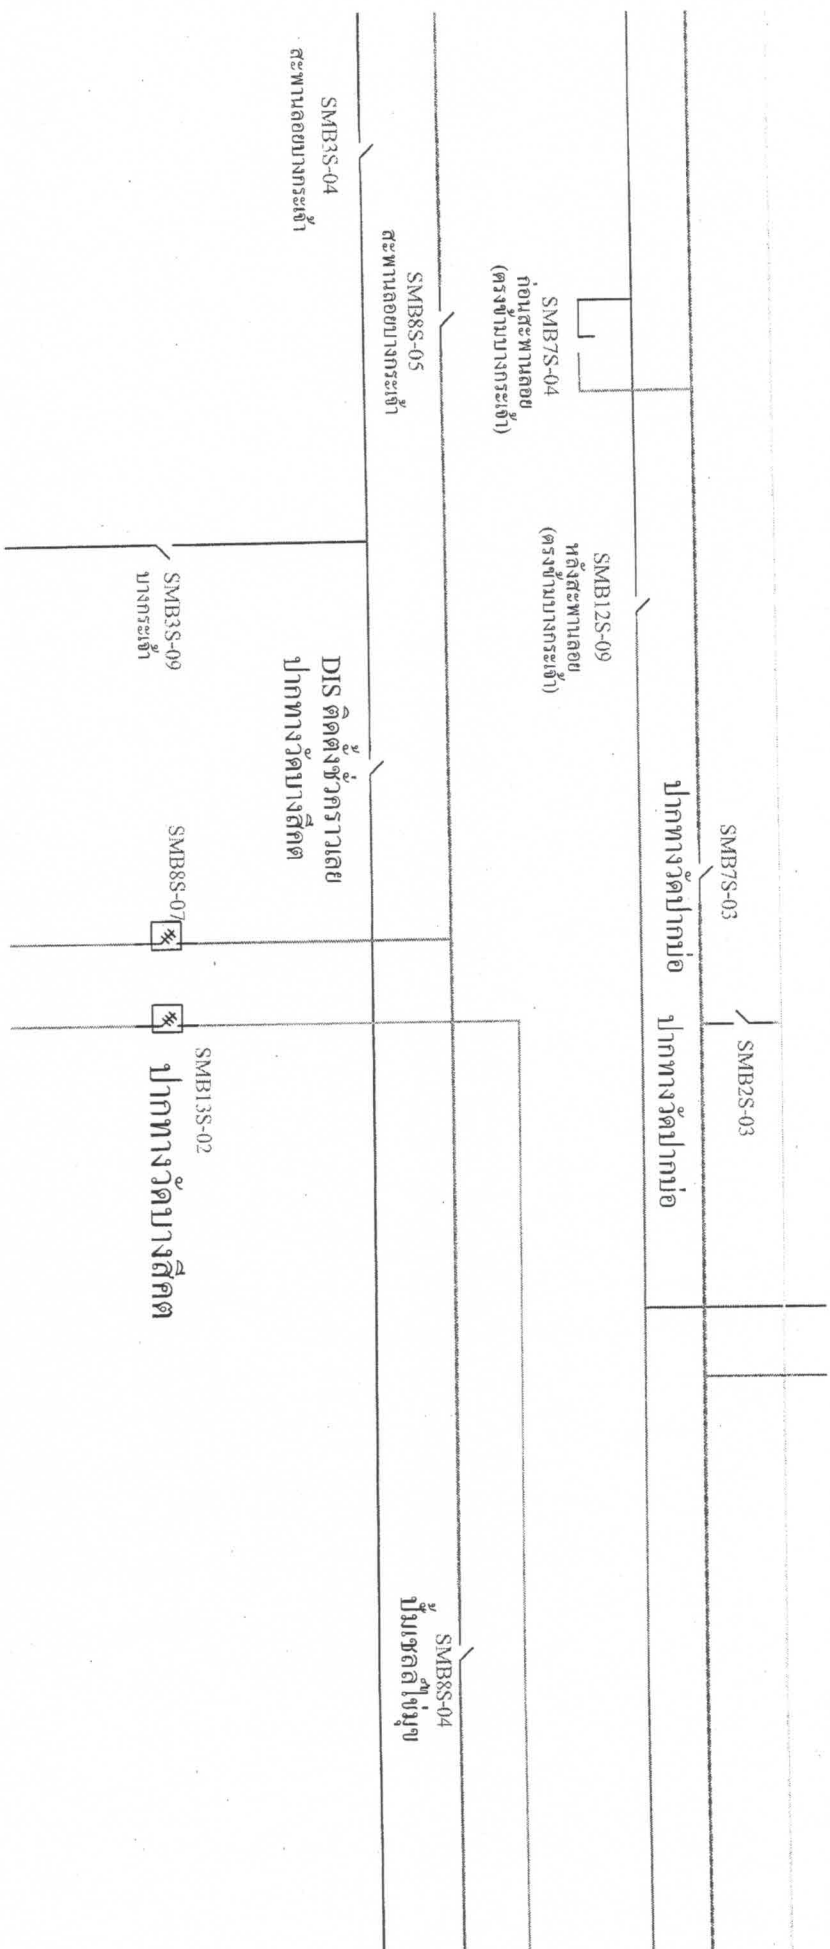 SMB2S-03
SMB7S-03
ปากทางวัดปากบ่อ
ปากทางวัดปากบ่อ
SMB12S-09
หลังสะพานลอย
(ตรงข้ามบางกระเจ้า)
SMB7S-04
ก่อนสะพานลอย
(ตรงข้ามบางกระเจ้า)
SMB8S-05
สะพานลอยบางกระเจ้า
SMB8S-04
ปั๊มเชลล์ไข่มุข
SMB3S-04
สะพานลอยบางกระเจ้า
DIS ติดตั้งชั่วคราวเลย
ปากทางวัดบางสีคต
SMB3S-09
บางกระเจ้า
SMB8S-07
SMB13S-02
ปากทางวัดบางสีคต